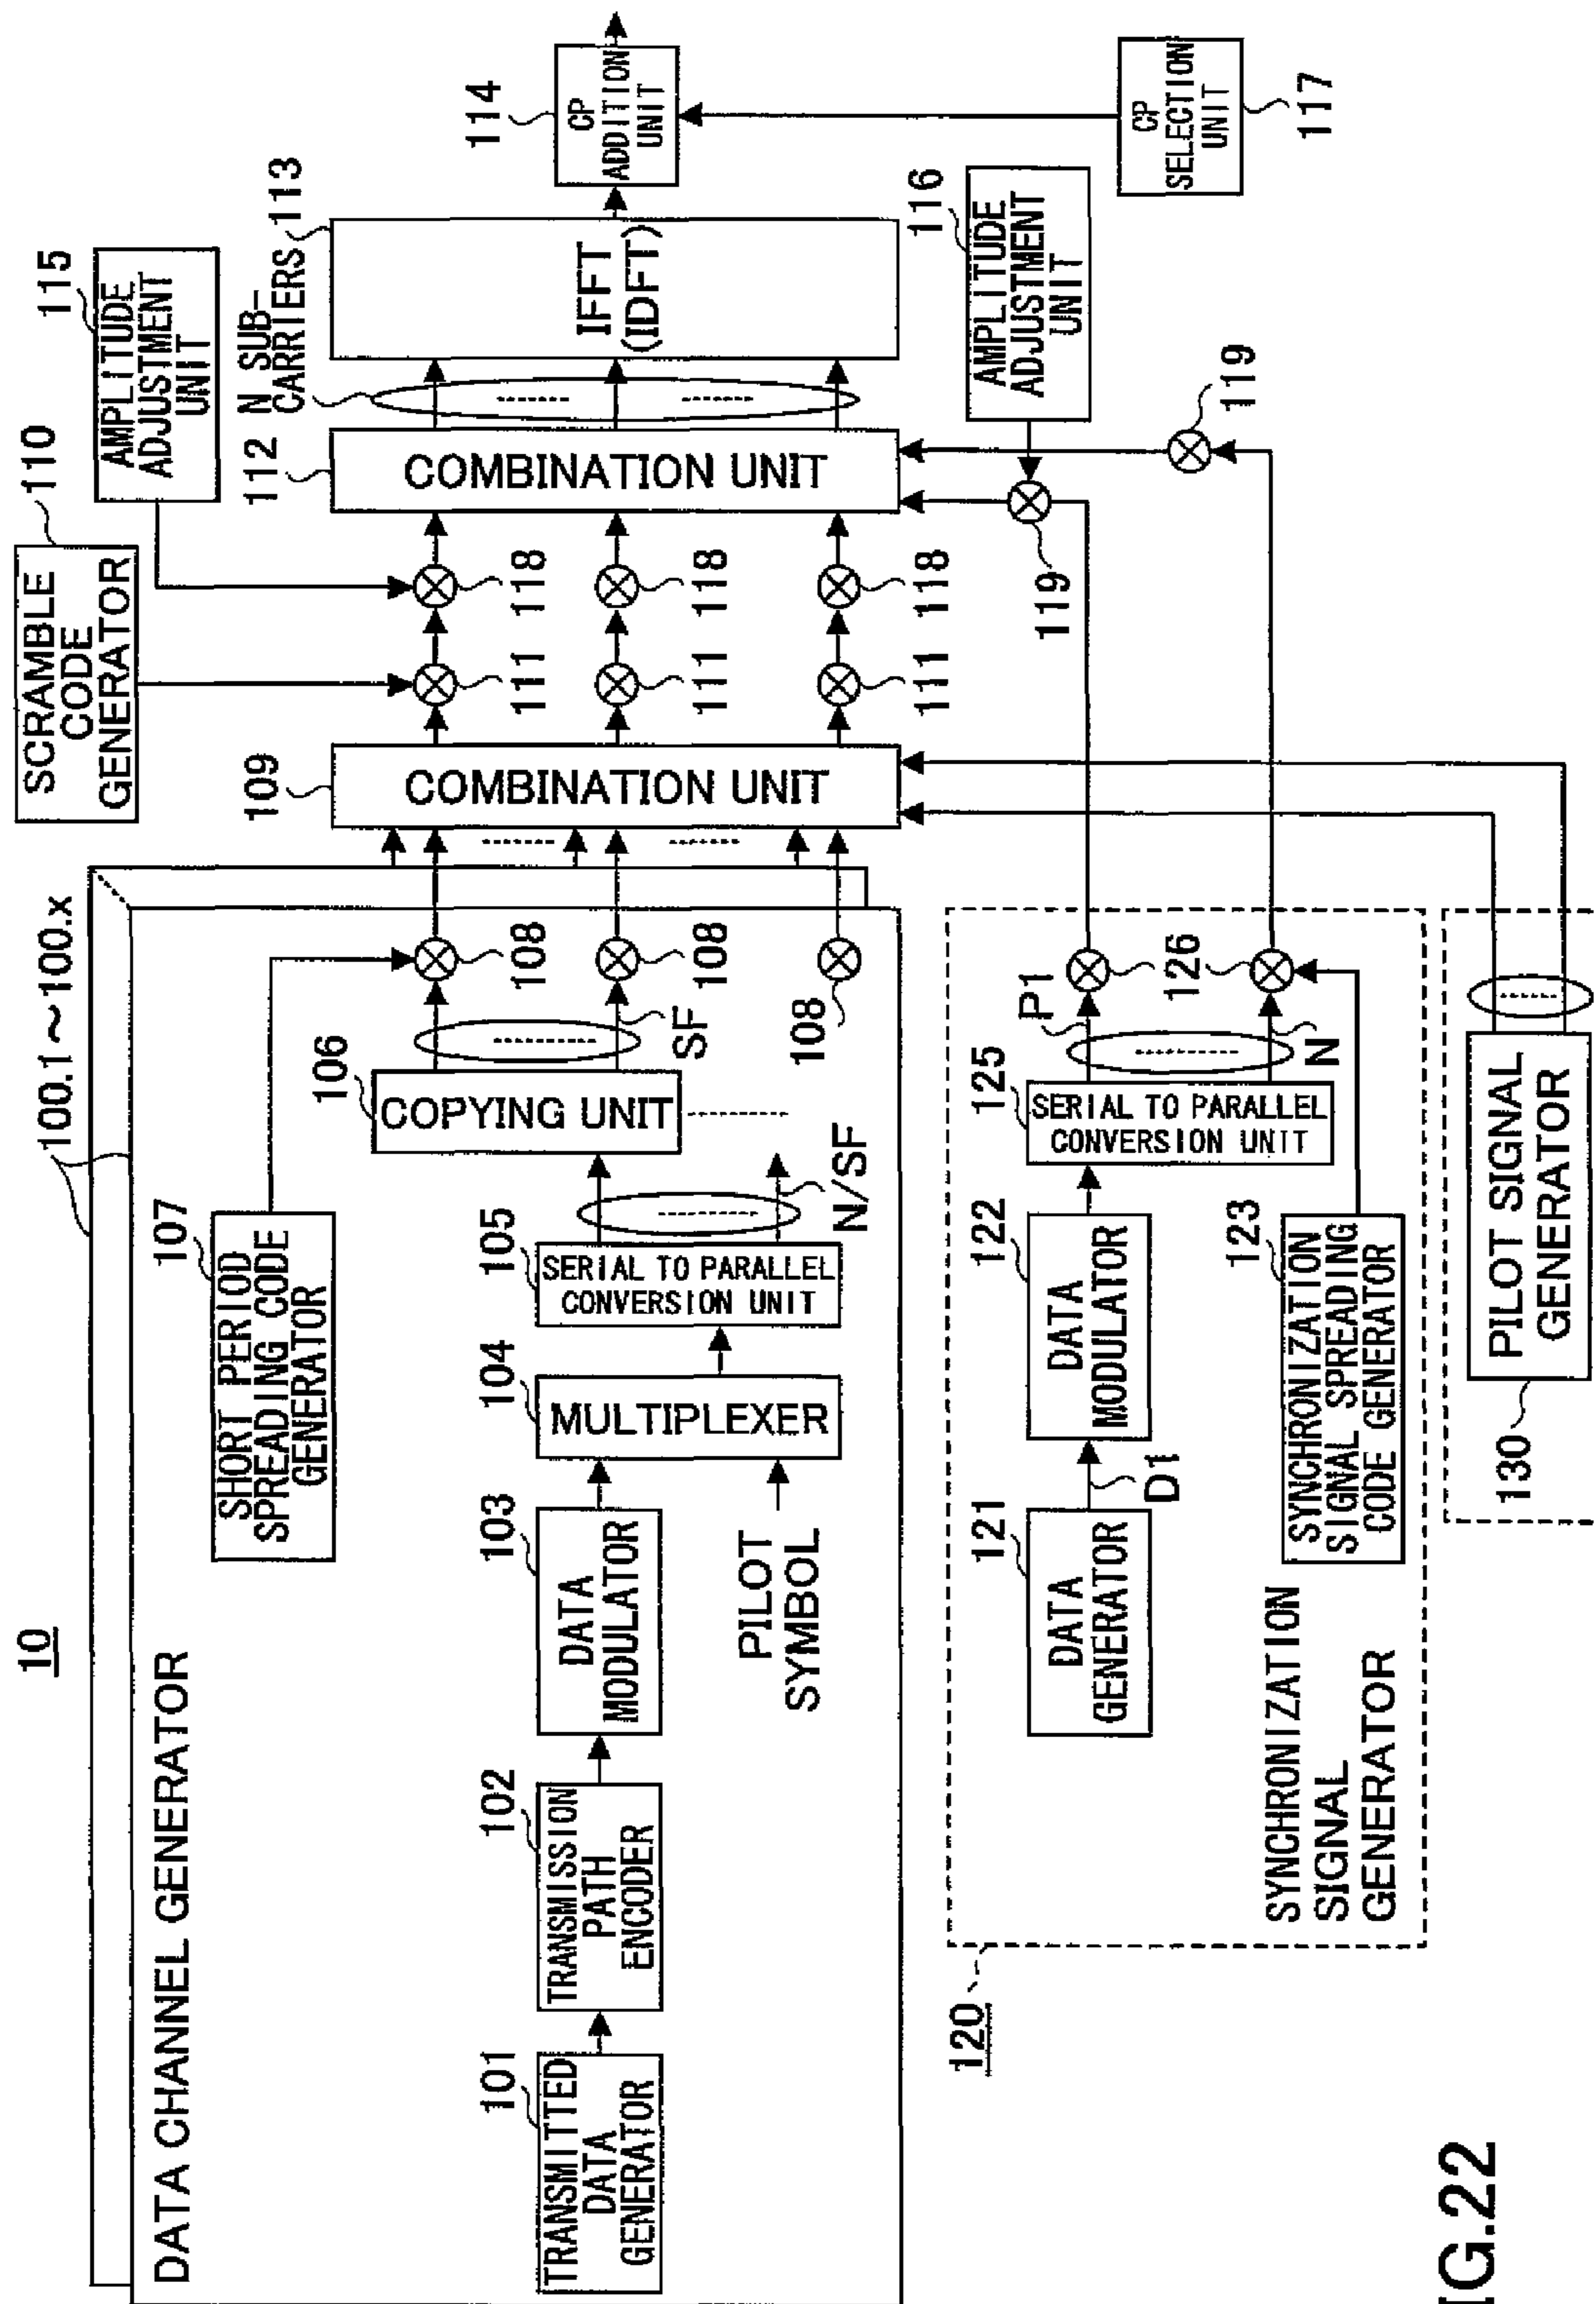 10
100.1~100.x
DATA CHANNEL GENERATOR
107
SHORT PERIOD
SPREADING CODE
GENERATOR
101
TRANSMITTED
DATA
GENERATOR
102
TRANSMISSION
PATH
ENCODER
103
DATA
MODULATOR
PILOT
SYMBOL
104
MULTIPLEXER
105
SERIAL TO PARALLEL
CONVERSION UNIT
N/SF
106
COPYING UNIT
SF
108
108
108
109
COMBINATION UNIT
SCRAMBLE
CODE
GENERATOR
110
111
111
111
115
AMPLITUDE
ADJUSTMENT
UNIT
118
118
118
112
COMBINATION UNIT
N SUB-
CARRIERS
113
IFFT
(IDFT)
114
CP
ADDITION
UNIT
CP
SELECTION
UNIT
117
116
AMPLITUDE
ADJUSTMENT
UNIT
119
119
120
SYNCHRONIZATION
SIGNAL
GENERATOR
121
DATA
GENERATOR
D1
122
DATA
MODULATOR
123
SYNCHRONIZATION
SIGNAL SPREADING
CODE GENERATOR
125
SERIAL TO PARALLEL
CONVERSION UNIT
P1
N
126
130
PILOT SIGNAL
GENERATOR
IG.22